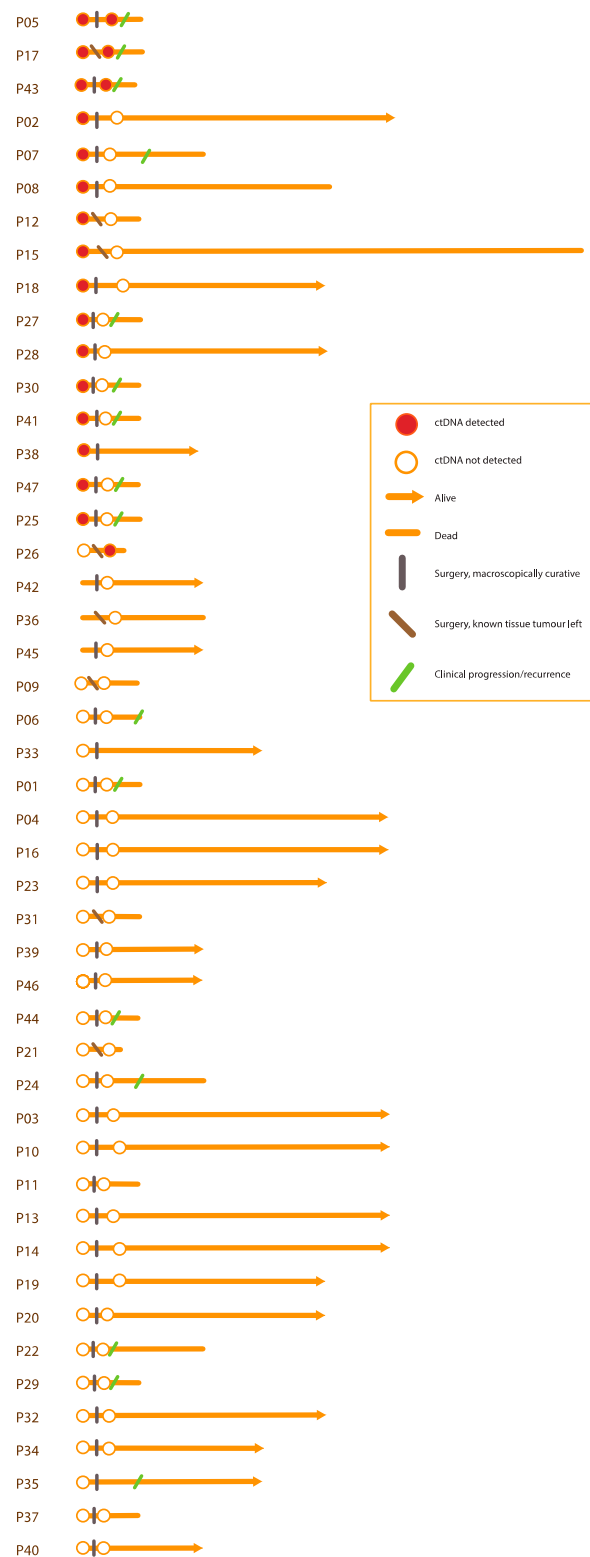 P05
P17
P43
P02
P07
P08
P12
P15
P18
P27
P28
P30
P41
ctDNA detected
P38
ctDNA not detected
P47
Alive
P25
Dead
P26
Surgery, macroscopically curative
P42
P36
Surgery, known tissue tumour left
P45
P09
Clinical progression/recurrence
P06
P33
P01
P04
P16
P23
P31
P39
P46
P44
P21
P24
P03
P10
P11
P13
P14
P19
P20
P22
P29
P32
P34
P35
P37
P40